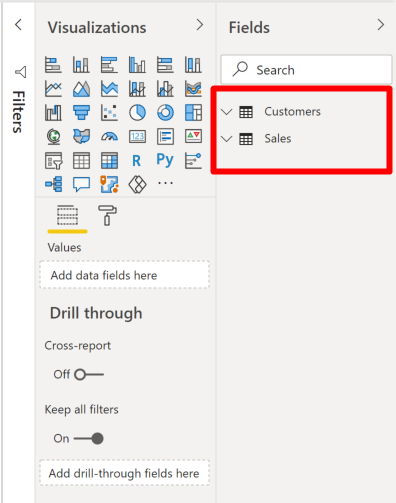 Visualizations
Fields
Filters
Search
Customers
Sales
123
R
Py
Values
Add data fields here
Drill through
Cross-report
Off
Keep all filters
On
Add drill-through fields here